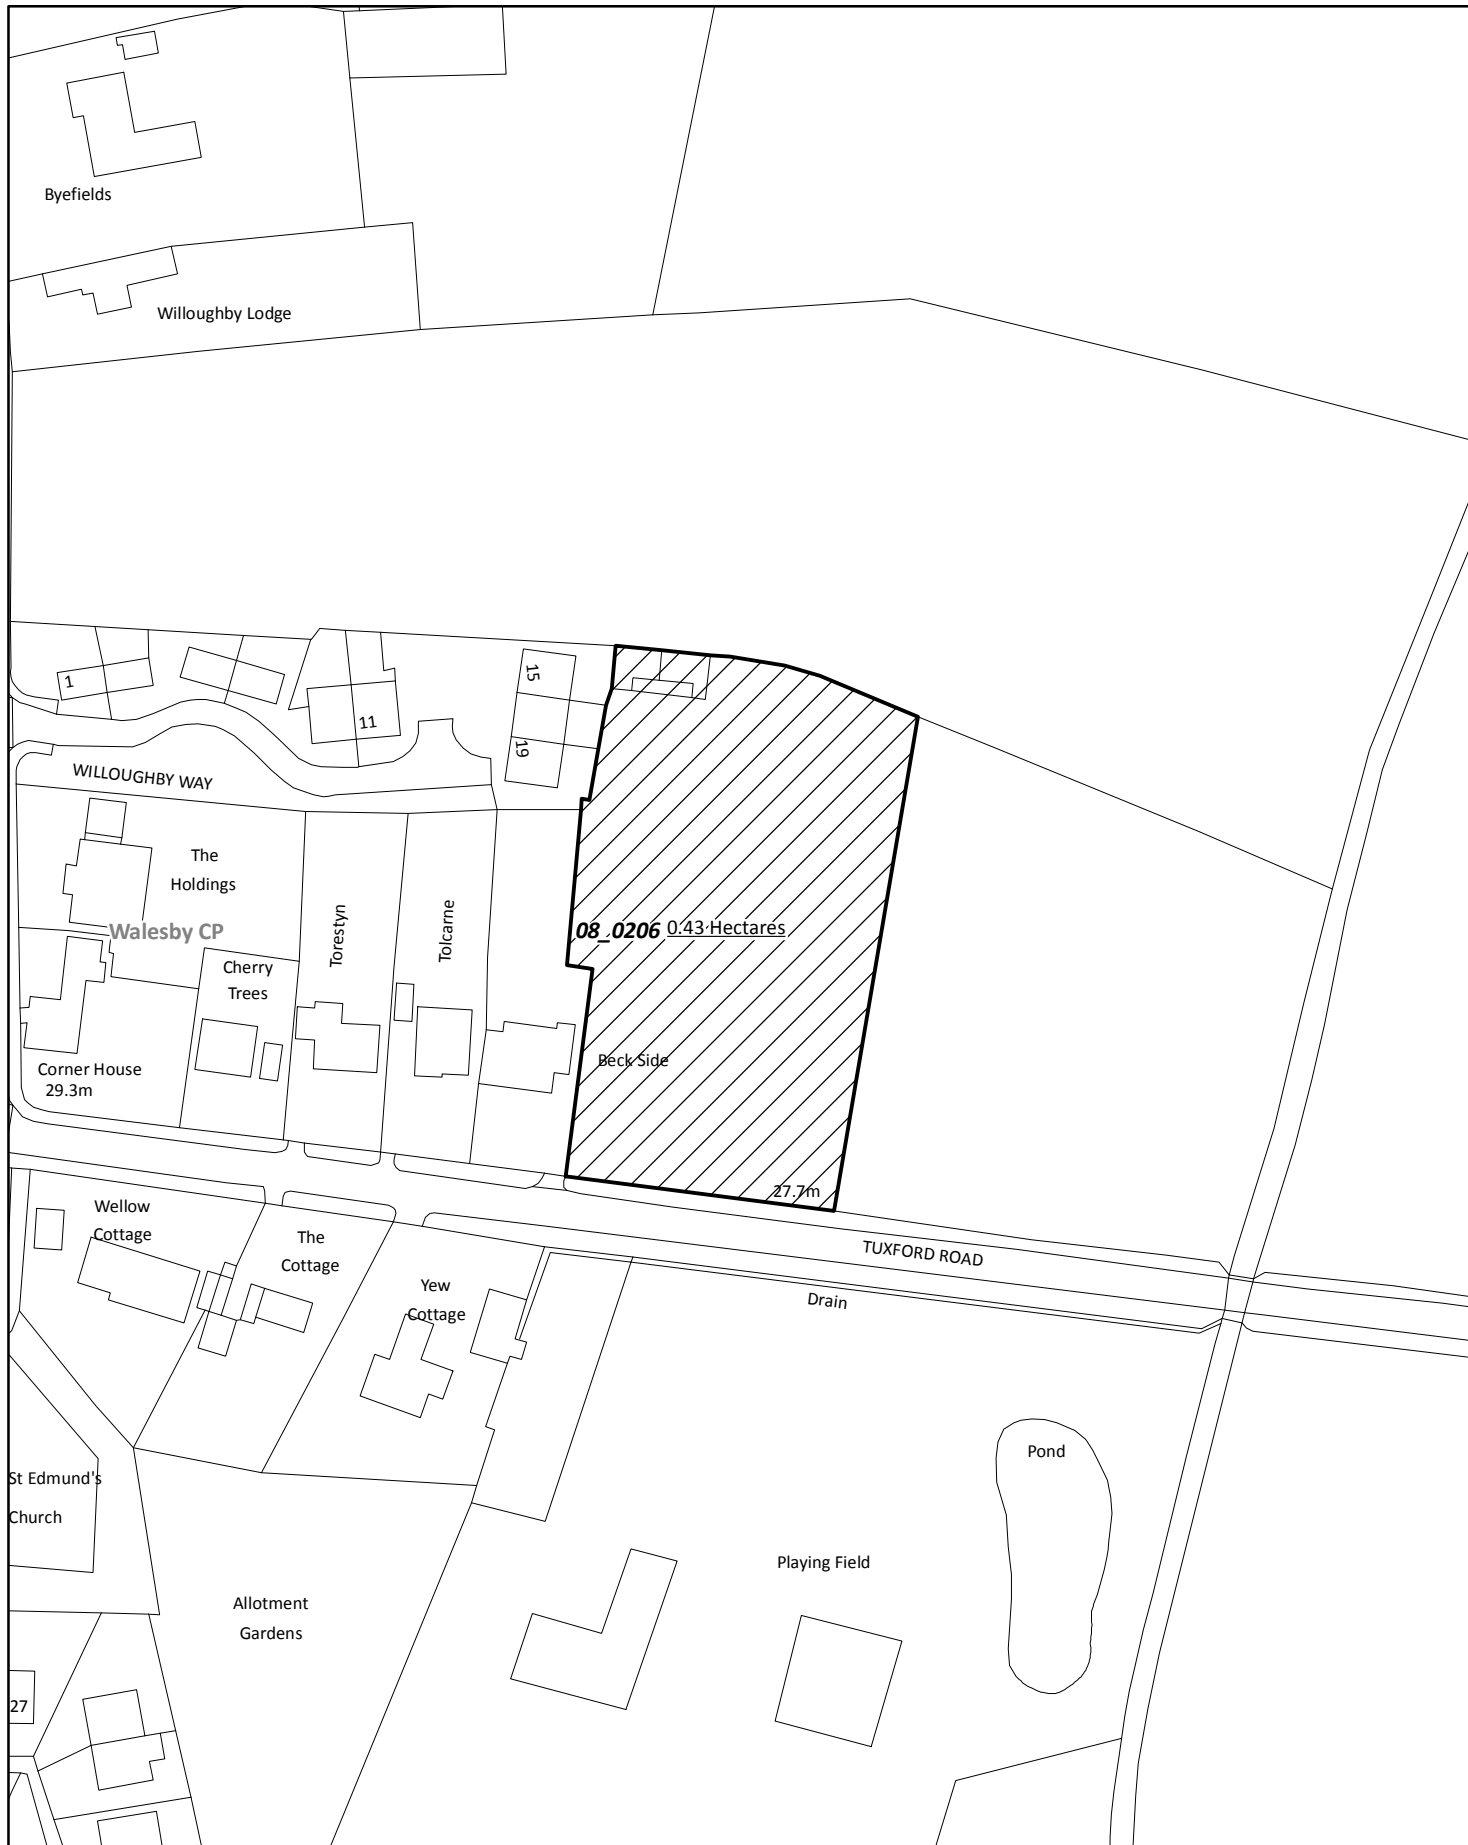 Byefields
Willoughby Lodge
15
1
11
19
WILLOUGHBY WAY
The
Holdings
Torestyn
Tolcarne
08_0206 0.43 Hectares
Walesby CP
Cherry
Trees
Beck Side
Corner House
29.3m
27.7m
Wellow
Cottage
The
Cottage
TUXFORD ROAD
Yew
Cottage
Drain
Pond
St Edmund's
Church
Playing Field
Allotment
Gardens
27